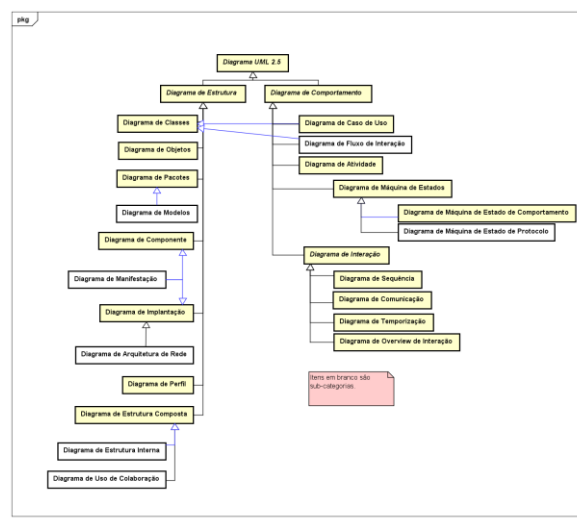 pkg
Diagrama UML 2.5
Diagrama de Estrutura
Diagrama de Comportamento
Diagrama de Classes
Diagrama de Caso de Uso
Diagrama de Fluxo de Interação
Diagrama de Objetos
Diagrama de Atividade
Diagrama de Pacotes
Diagrama de Máquina de Estados
Diagrama de Modelos
Diagrama de Máquina de Estado de Comportamento
Diagrama de Máquina de Estado de Protocolo
Diagrama de Componente
Diagrama de Interação
Diagrama de Manifestação
Diagrama de Sequência
Diagrama de Comunicação
Diagrama de Implantação
Diagrama de Temporização
Diagrama de Overview de Interação
Diagrama de Arquitetura de Rede
Diagrama de Perfil
Itens em branco são
sub-categorias.
Diagrama de Estrutura Composta
Diagrama de Estrutura Interna
Diagrama de Uso de Colaboração